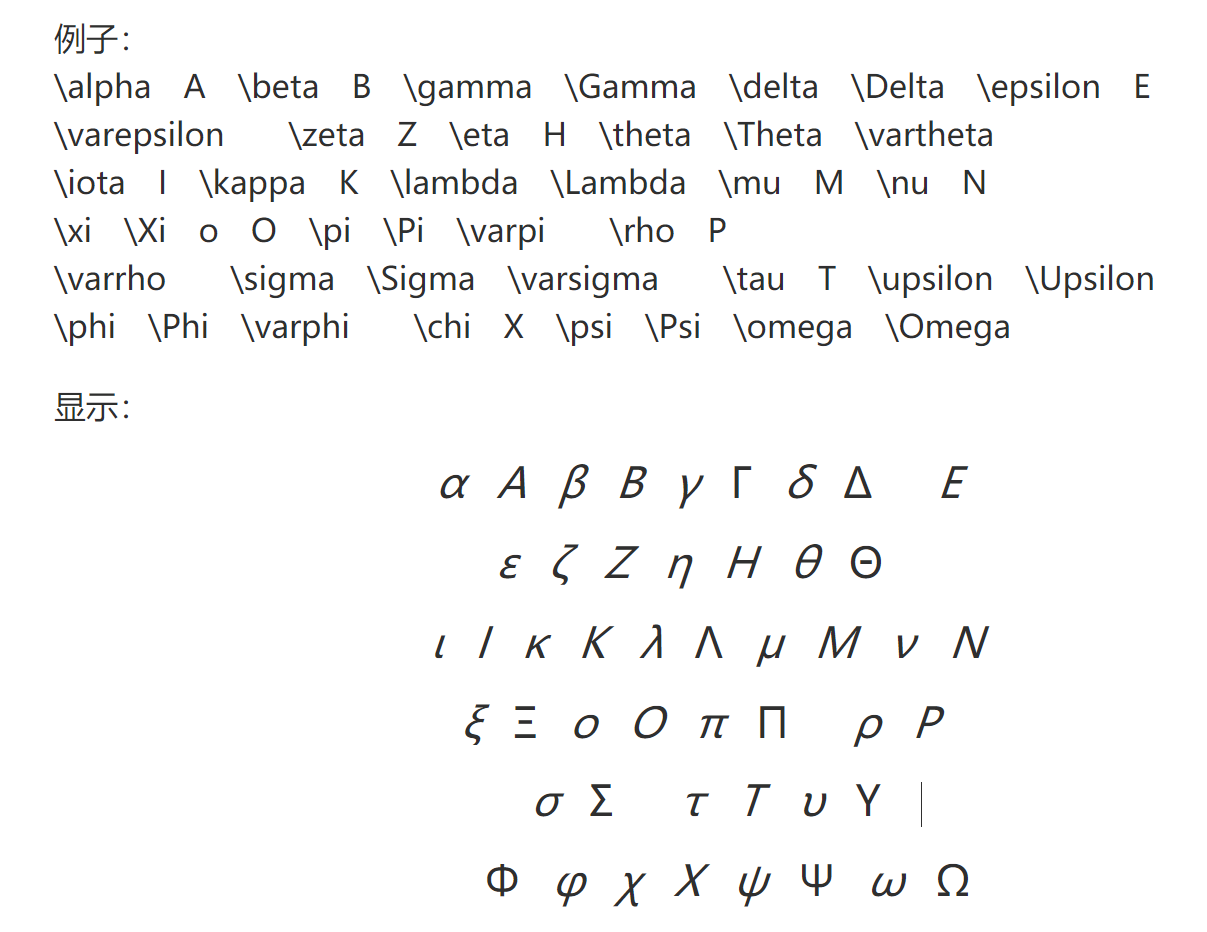 例子：
\alpha A \beta B \gamma \Gamma \delta \Delta \epsilon E
\varepsilon \zeta Z \eta H \theta \Theta \vartheta
\iota I \kappa K \lambda \Lambda \mu M \nu N
\xi \Xi o O \pi \Pi \varpi \rho P
\varrho \sigma \Sigma \varsigma \tau T \upsilon \Upsilon
\phi \Phi \varphi \chi X \psi \Psi \omega \Omega
显示：
α A β B γ Γ δ Δ E
ε ζ Z η H θ Θ
ι I κ K λ Λ μ M ν N
ξ Ξ o O π Π ρ P
σ Σ τ T υ Υ
Φ φ χ X ψ Ψ ω Ω